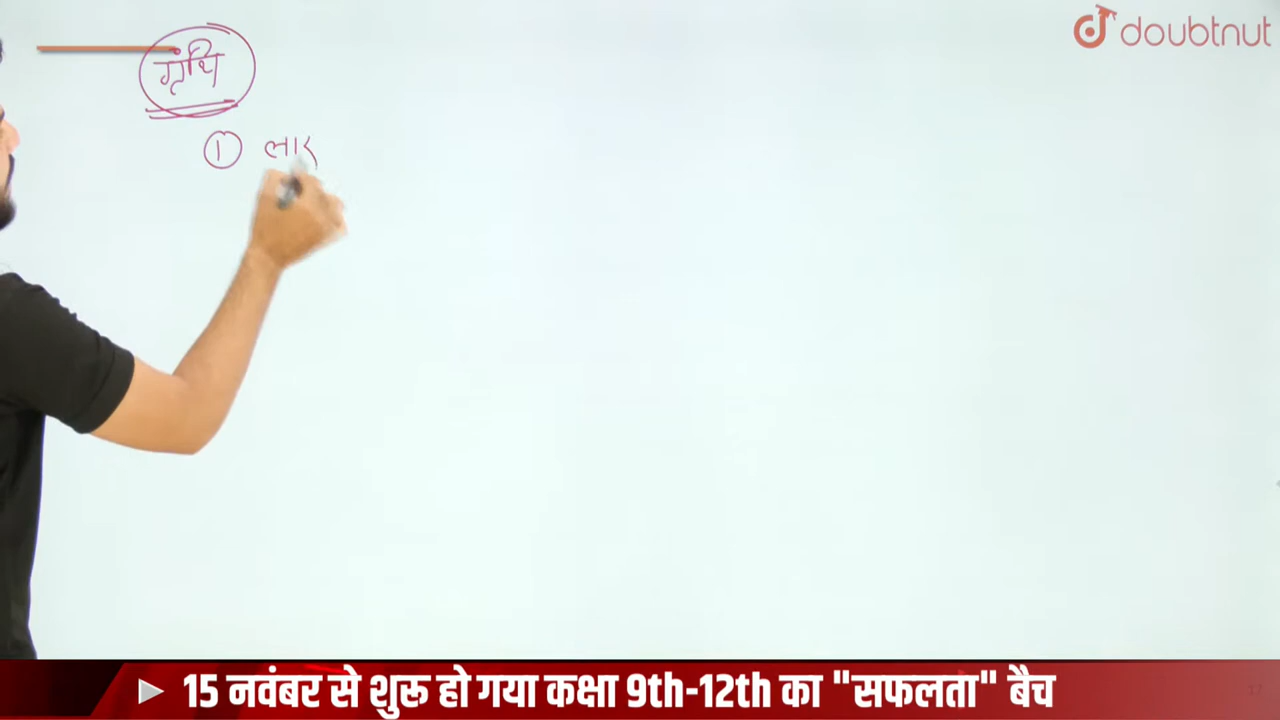 doubtnut
ग्रंथि
① लार
15 नवंबर से शुरू हो गया कक्षा 9th-12th का "सफलता" बैच